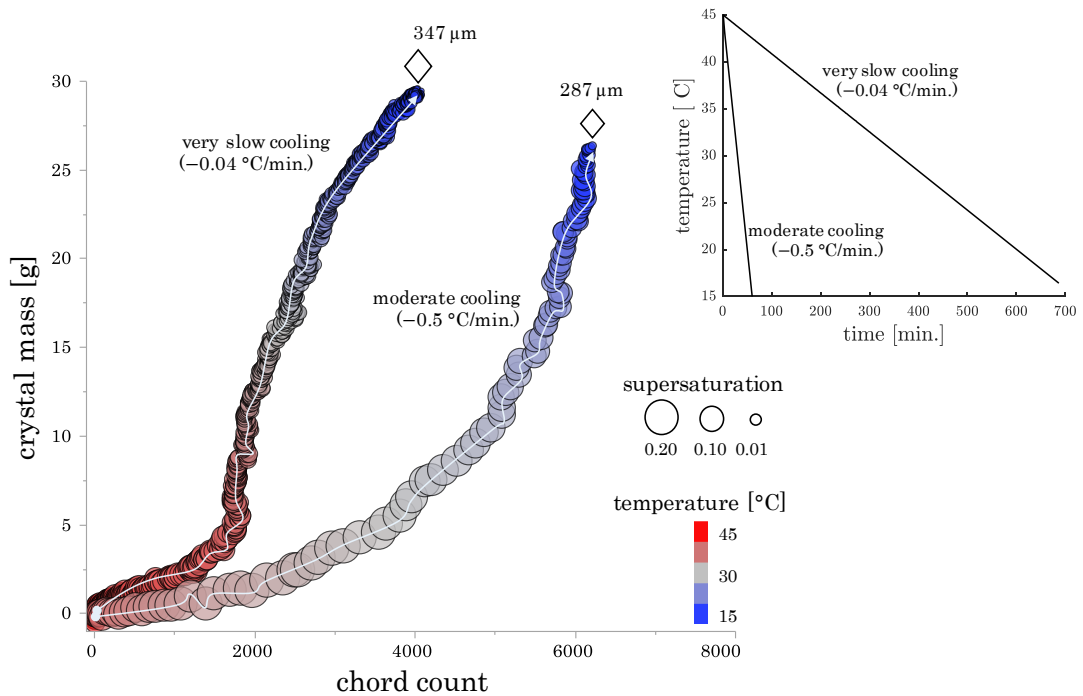 347 µm
30
25
20
15
10
5
0
crystal mass [g]
very slow cooling
(−0.04 °C/min.)
287 µm
moderate cooling
(−0.5 °C/min.)
0
2000
4000
6000
8000
chord count
45
40
35
30
25
20
15
temperature [ C]
very slow cooling
(−0.04 °C/min.)
moderate cooling
(−0.5 °C/min.)
0
100
200
300
400
500
600
700
time [min.]
supersaturation
0.20 0.10 0.01
temperature [°C]
45
30
15